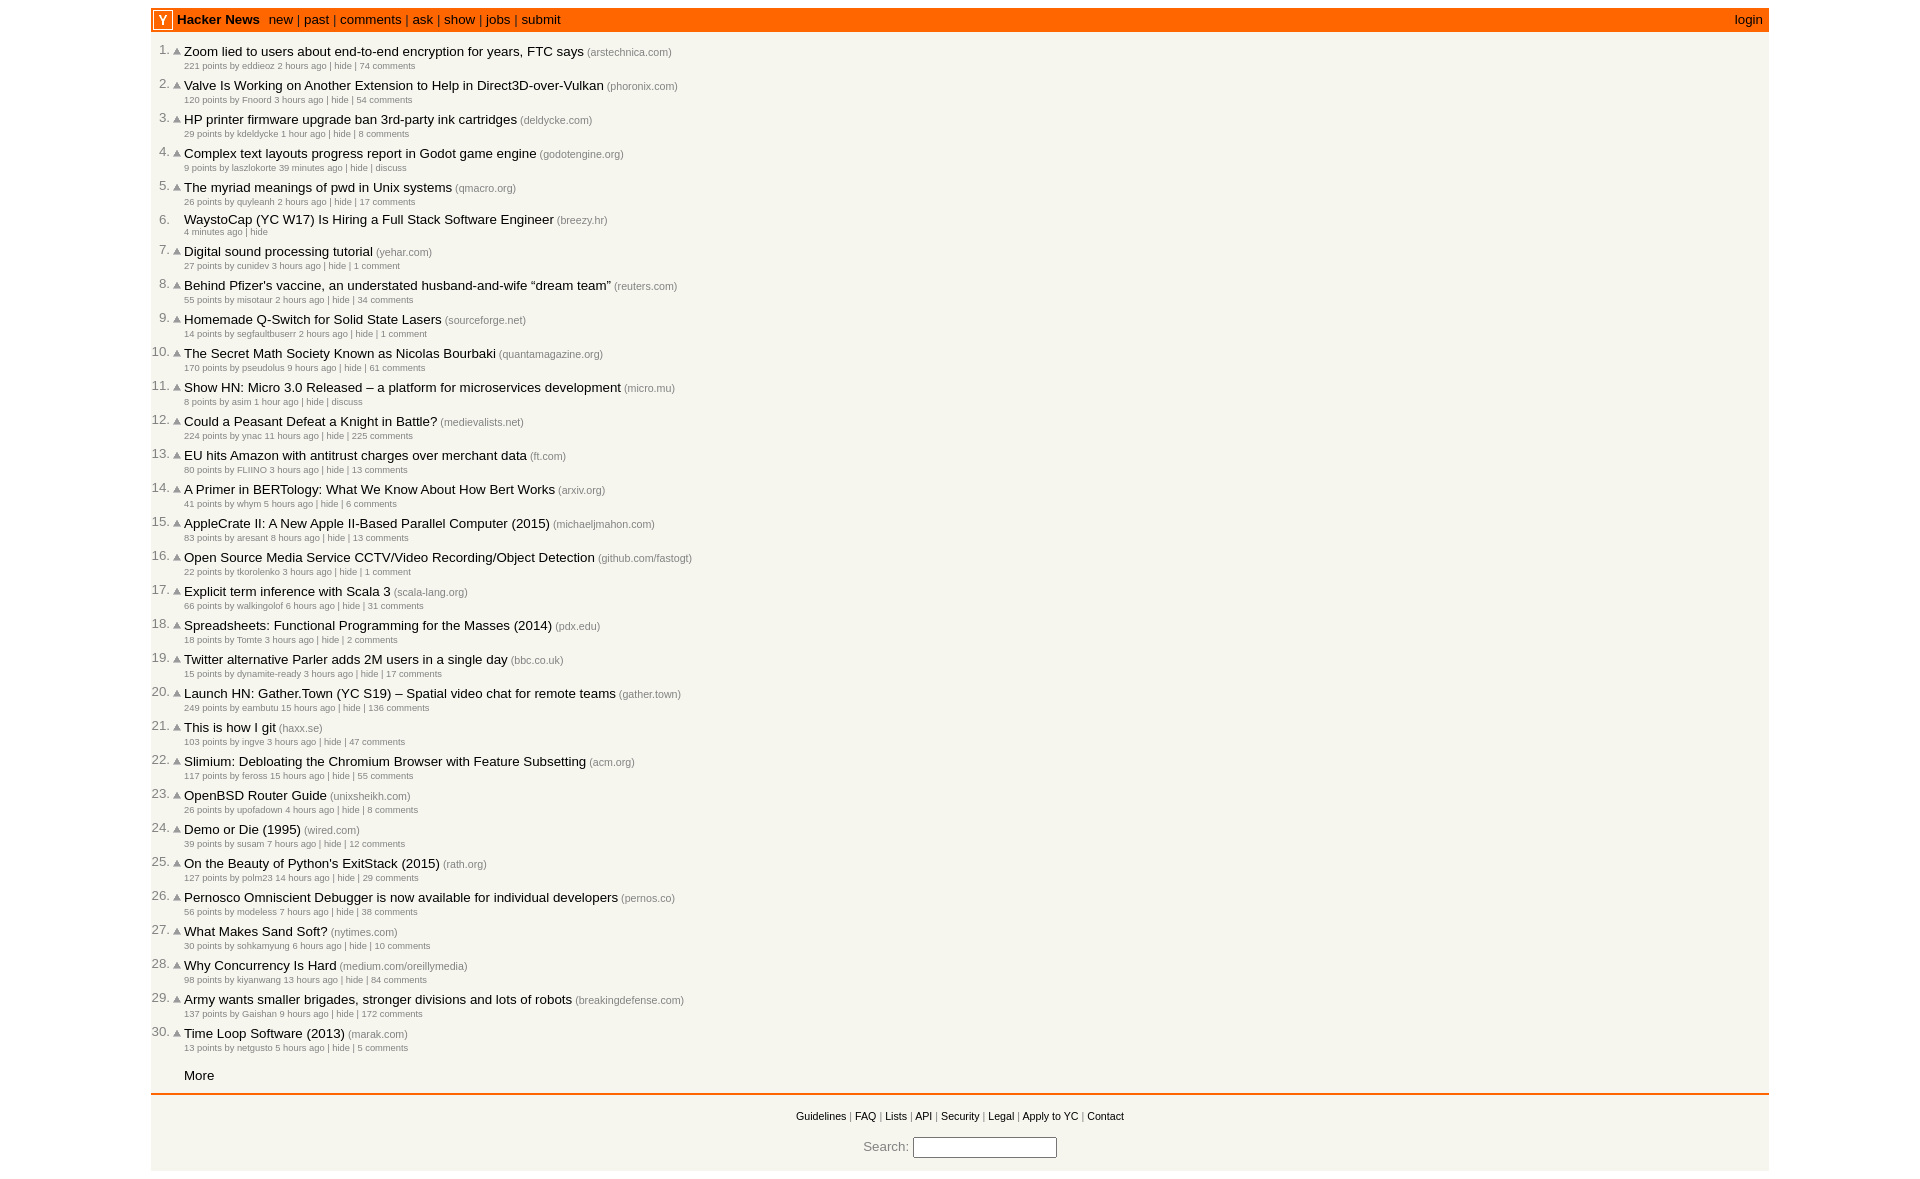 Y Hacker News new | past | comments | ask | show | jobs | submit login
1. Zoom lied to users about end-to-end encryption for years, FTC says (arstechnica.com)
221 points by eddieoz 2 hours ago | hide | 74 comments
2. Valve Is Working on Another Extension to Help in Direct3D-over-Vulkan (phoronix.com)
120 points by Fnoord 3 hours ago | hide | 54 comments
3. HP printer firmware upgrade ban 3rd-party ink cartridges (deldycke.com)
29 points by kdeldycke 1 hour ago | hide | 8 comments
4. Complex text layouts progress report in Godot game engine (godotengine.org)
9 points by laszlokorte 39 minutes ago | hide | discuss
5. The myriad meanings of pwd in Unix systems (qmacro.org)
26 points by quyleanh 2 hours ago | hide | 17 comments
6. WaystoCap (YC W17) Is Hiring a Full Stack Software Engineer (breezy.hr)
4 minutes ago | hide
7. Digital sound processing tutorial (yehar.com)
27 points by cunidev 3 hours ago | hide | 1 comment
8. Behind Pfizer's vaccine, an understated husband-and-wife “dream team” (reuters.com)
55 points by misotaur 2 hours ago | hide | 34 comments
9. Homemade Q-Switch for Solid State Lasers (sourceforge.net)
14 points by segfaultbuserr 2 hours ago | hide | 1 comment
10. The Secret Math Society Known as Nicolas Bourbaki (quantamagazine.org)
170 points by pseudolus 9 hours ago | hide | 61 comments
11. Show HN: Micro 3.0 Released – a platform for microservices development (micro.mu)
8 points by asim 1 hour ago | hide | discuss
12. Could a Peasant Defeat a Knight in Battle? (medievalists.net)
224 points by ynac 11 hours ago | hide | 225 comments
13. EU hits Amazon with antitrust charges over merchant data (ft.com)
80 points by FLIINO 3 hours ago | hide | 13 comments
14. A Primer in BERTology: What We Know About How Bert Works (arxiv.org)
41 points by whym 5 hours ago | hide | 6 comments
15. AppleCrate II: A New Apple II-Based Parallel Computer (2015) (michaeljmahon.com)
83 points by aresant 8 hours ago | hide | 13 comments
16. Open Source Media Service CCTV/Video Recording/Object Detection (github.com/fastogt)
22 points by tkorolenko 3 hours ago | hide | 1 comment
17. Explicit term inference with Scala 3 (scala-lang.org)
66 points by walkingolof 6 hours ago | hide | 31 comments
18. Spreadsheets: Functional Programming for the Masses (2014) (pdx.edu)
18 points by Tomte 3 hours ago | hide | 2 comments
19. Twitter alternative Parler adds 2M users in a single day (bbc.co.uk)
15 points by dynamite-ready 3 hours ago | hide | 17 comments
20. Launch HN: Gather.Town (YC S19) – Spatial video chat for remote teams (gather.town)
249 points by eambutu 15 hours ago | hide | 136 comments
21. This is how I git (haxx.se)
103 points by ingve 3 hours ago | hide | 47 comments
22. Slimium: Debloating the Chromium Browser with Feature Subsetting (acm.org)
117 points by feross 15 hours ago | hide | 55 comments
23. OpenBSD Router Guide (unixsheikh.com)
26 points by upofadown 4 hours ago | hide | 8 comments
24. Demo or Die (1995) (wired.com)
39 points by susam 7 hours ago | hide | 12 comments
25. On the Beauty of Python's ExitStack (2015) (rath.org)
127 points by polm23 14 hours ago | hide | 29 comments
26. Pernosco Omniscient Debugger is now available for individual developers (pernos.co)
56 points by modeless 7 hours ago | hide | 38 comments
27. What Makes Sand Soft? (nytimes.com)
30 points by sohkamyung 6 hours ago | hide | 10 comments
28. Why Concurrency Is Hard (medium.com/oreillymedia)
98 points by kiyanwang 13 hours ago | hide | 84 comments
29. Army wants smaller brigades, stronger divisions and lots of robots (breakingdefense.com)
137 points by Gaishan 9 hours ago | hide | 172 comments
30. Time Loop Software (2013) (marak.com)
13 points by netgusto 5 hours ago | hide | 5 comments
More
Guidelines | FAQ | Lists | API | Security | Legal | Apply to YC | Contact
Search: